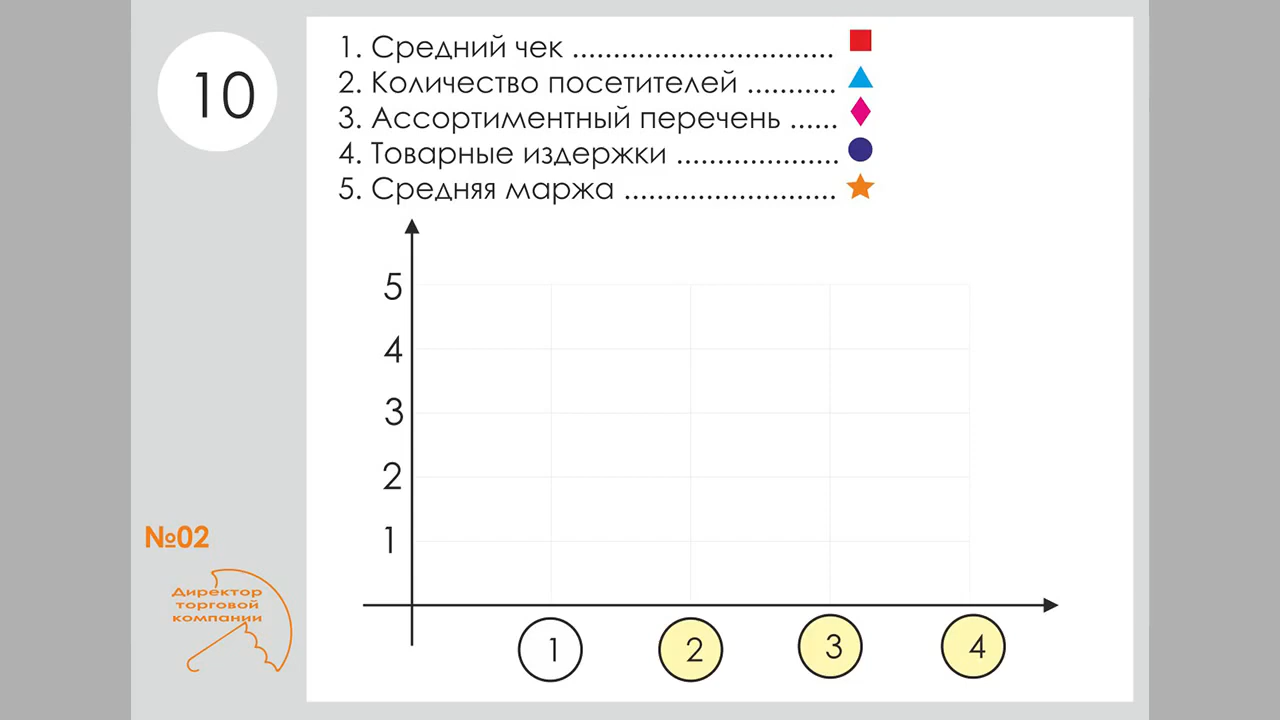 10
1. Средний чек ..............................
2. Количество посетителей ...........
3. Ассортиментный перечень ......
4. Товарные издержки ....................
5. Средняя маржа ..........................
5
4
3
2
1
1 2 3 4
№02
Директор
торговой
компании